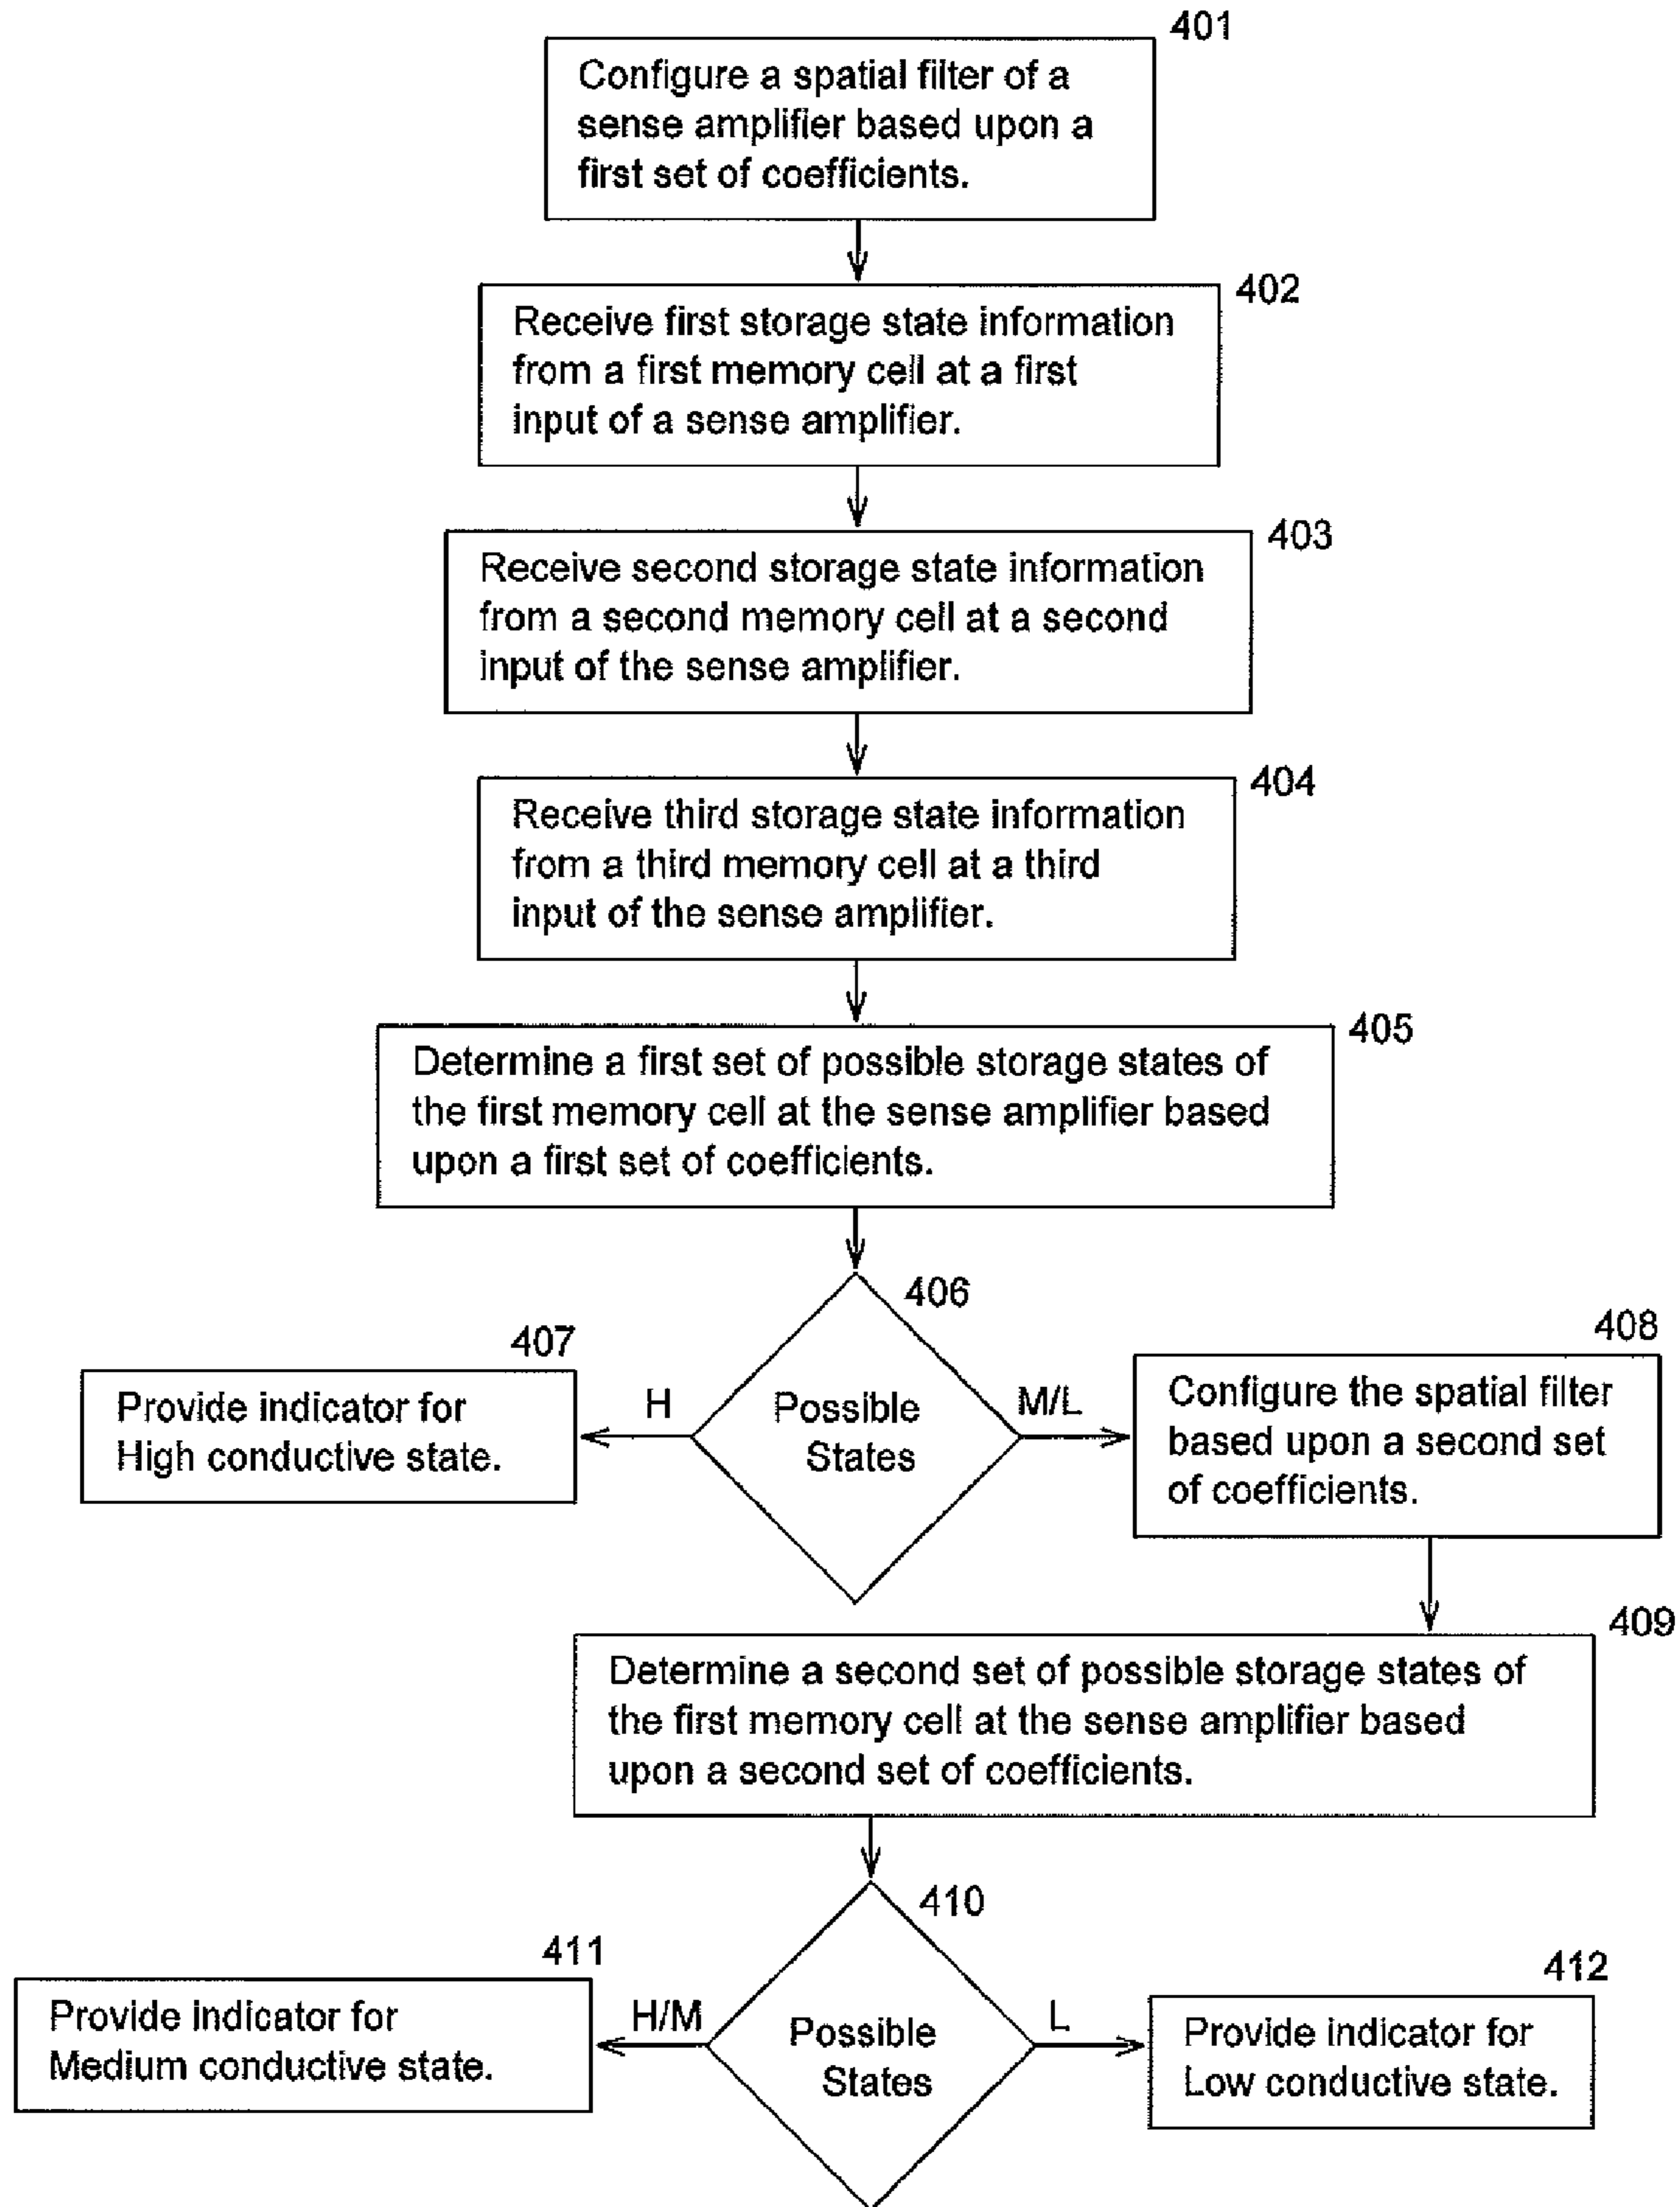 401
Configure a spatial filter of a
sense amplifier based upon a
first set of coefficients.
402
Receive first storage state information
from a first memory cell at a first
input of a sense amplifier.
403
Receive second storage state information
from a second memory cell at a second
input of the sense amplifier.
404
Receive third storage state information
from a third memory cell at a third
input of the sense amplifier.
405
Determine a first set of possible storage states of
the first memory cell at the sense amplifier based
upon a first set of coefficients.
406
Possible
States
H
M/L
407
Provide indicator for
High conductive state.
408
Configure the spatial filter
based upon a second set
of coefficients.
409
Determine a second set of possible storage states of
the first memory cell at the sense amplifier based
upon a second set of coefficients.
410
Possible
States
H/M
L
411
Provide indicator for
Medium conductive state.
412
Provide indicator for
Low conductive state.